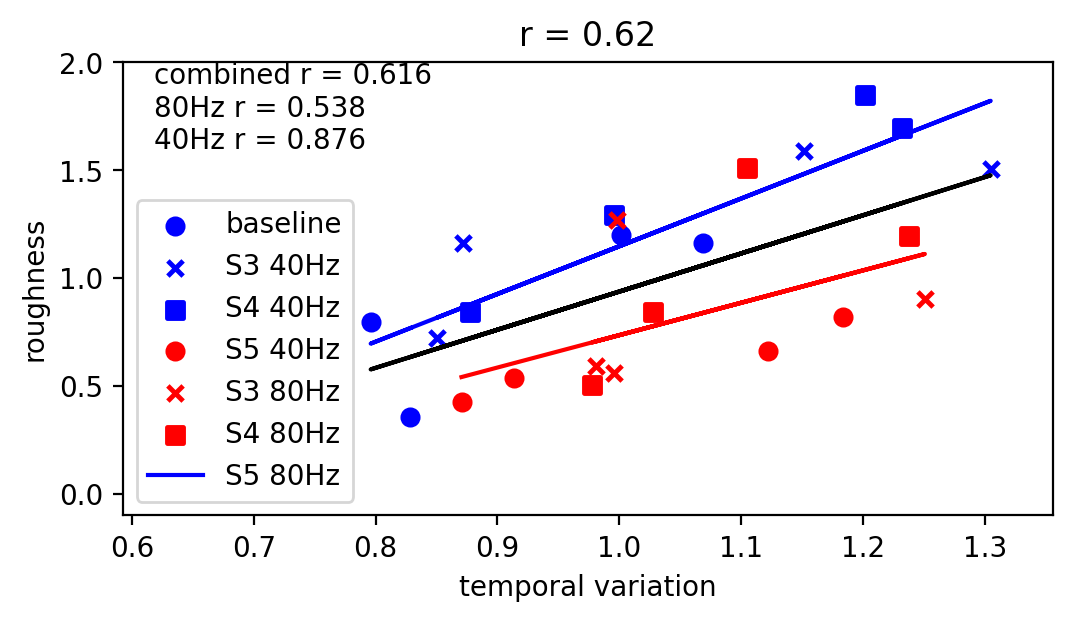 r = 0.62
combined r = 0.616
80Hz r = 0.538
40Hz r = 0.876
baseline
S3 40Hz
S4 40Hz
S5 40Hz
S3 80Hz
S4 80Hz
S5 80Hz
roughness
2.0
1.5
1.0
0.5
0.0
0.6 0.7 0.8 0.9 1.0 1.1 1.2 1.3
temporal variation